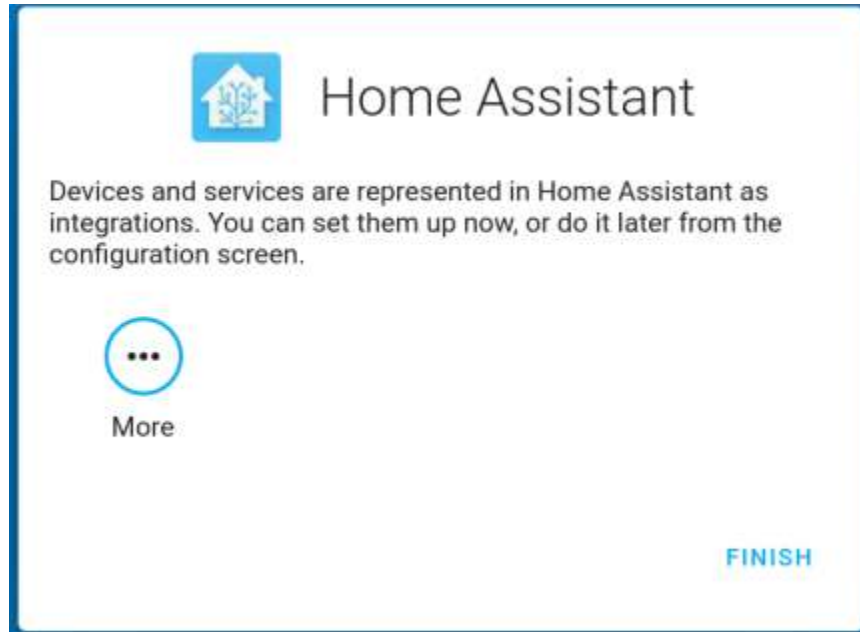 Home Assistant
Devices and services are represented in Home Assistant as
integrations. You can set them up now, or do it later from the
configuration screen.
More
FINISH